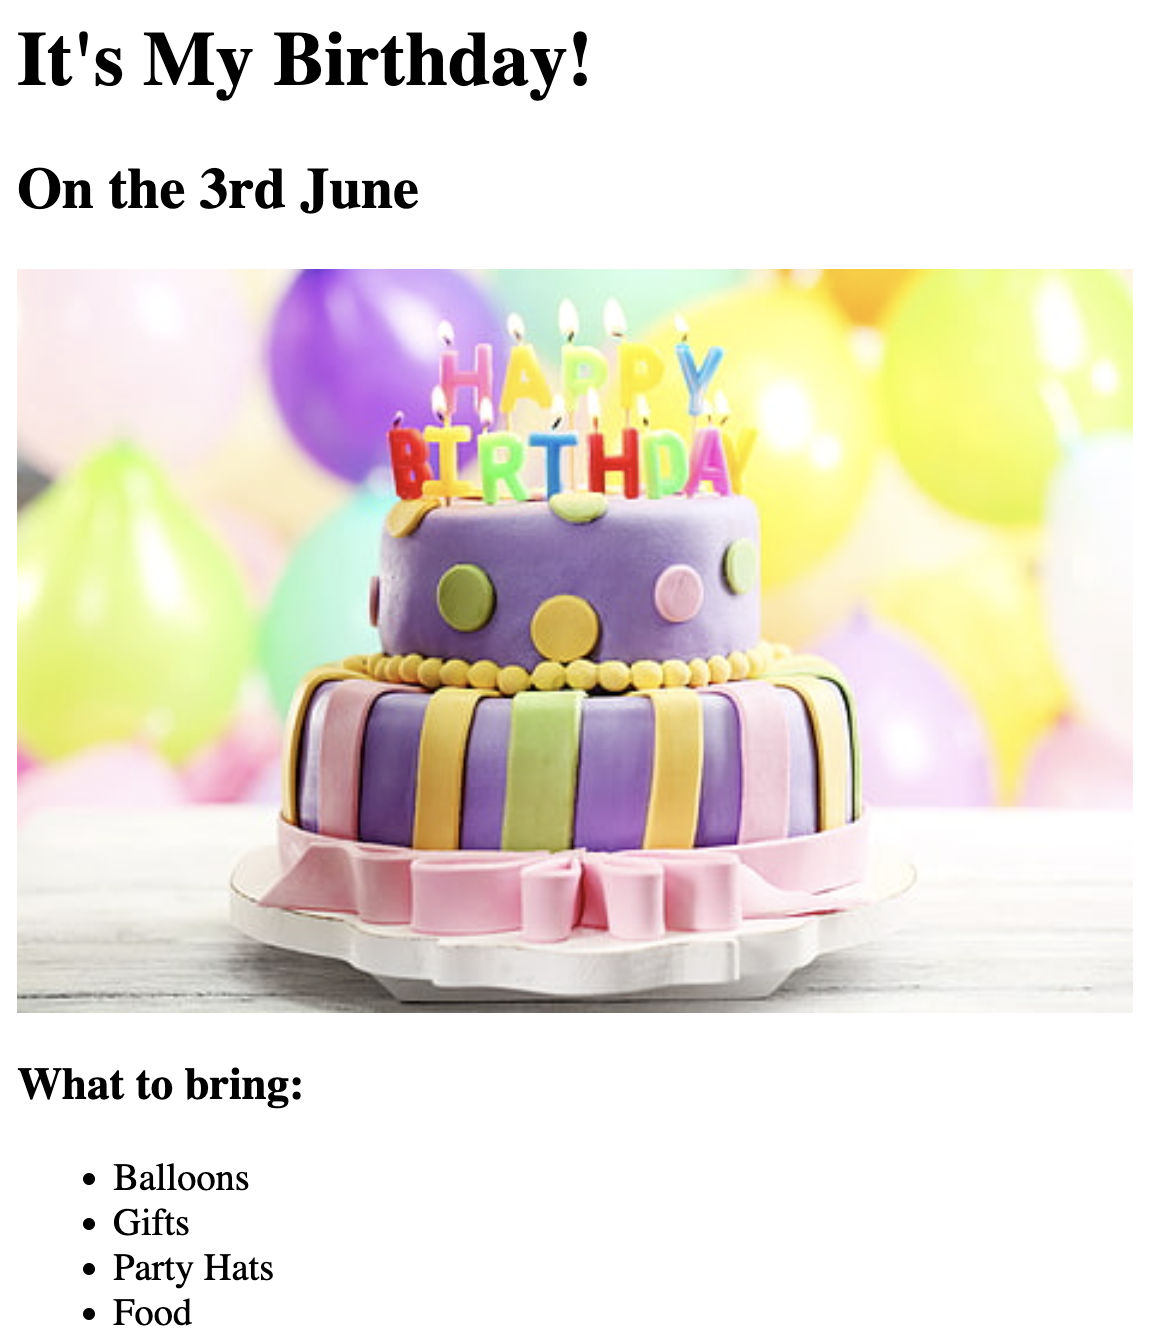 It's My Birthday!
On the 3rd June
HAPPY
BIRTHDAY
What to bring:
Balloons
Gifts
Party Hats
Food